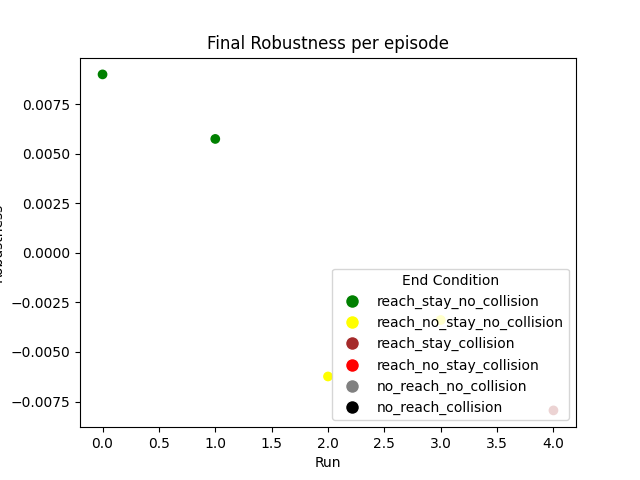 Final Robustness per episode
0.0075
0.0050
0.0025
0.0000
−0.0025
−0.0050
−0.0075
End Condition
reach_stay_no_collision
reach_no_stay_no_collision
reach_stay_collision
reach_no_stay_collision
no_reach_no_collision
no_reach_collision
0.0 0.5 1.0 1.5 2.0 2.5 3.0 3.5 4.0
Run